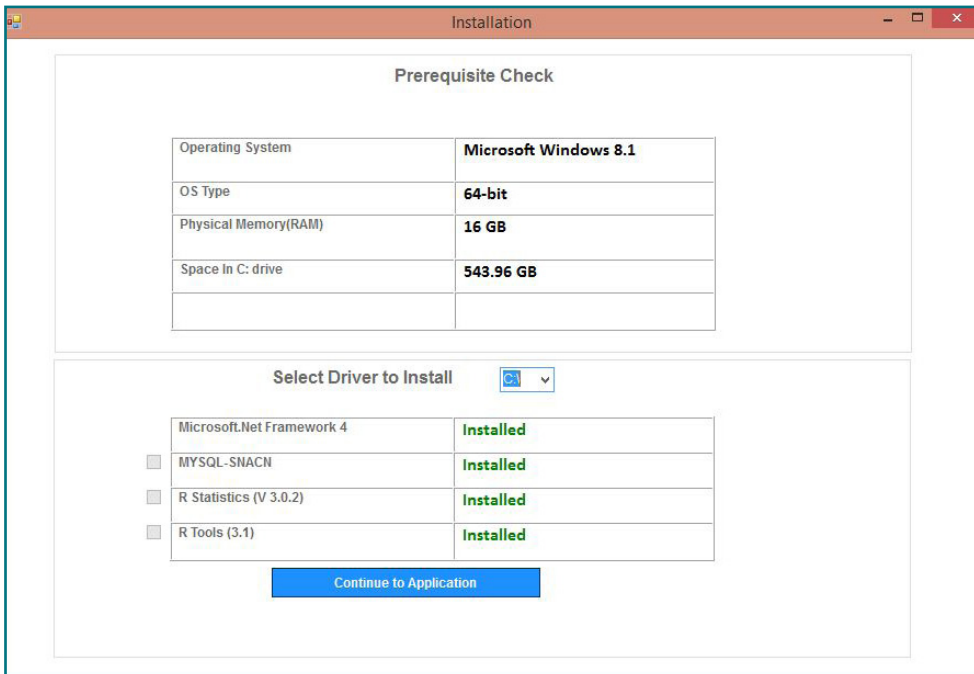 Installation
Prerequisite Check
Operating System Microsoft Windows 8.1
OS Type 64-bit
Physical Memory(RAM) 16 GB
Space In C: drive 543.96 GB
Select Driver to Install C:\
Microsoft.Net Framework 4 Installed
MYSQL-SNACN Installed
R Statistics (V 3.0.2) Installed
R Tools (3.1) Installed
Continue to Application